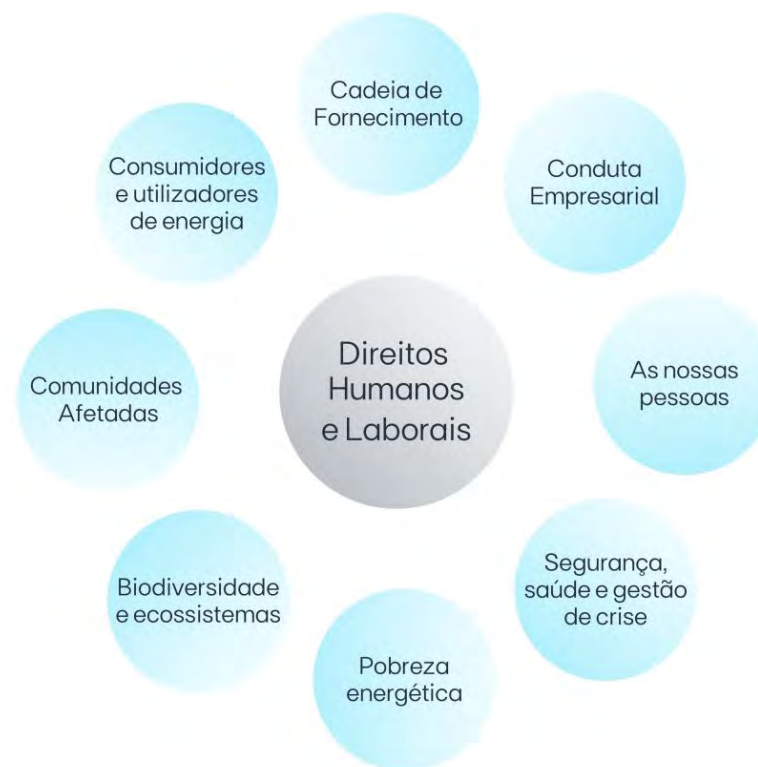 Cadeia de
Fornecimento
Conduta
Empresarial
As nossas
pessoas
Segurança,
saúde e gestão
de crise
Pobreza
energética
Biodiversidade
e ecossistemas
Comunidades
Afetadas
Consumidores
e utilizadores
de energia
Direitos
Humanos
e Laborais